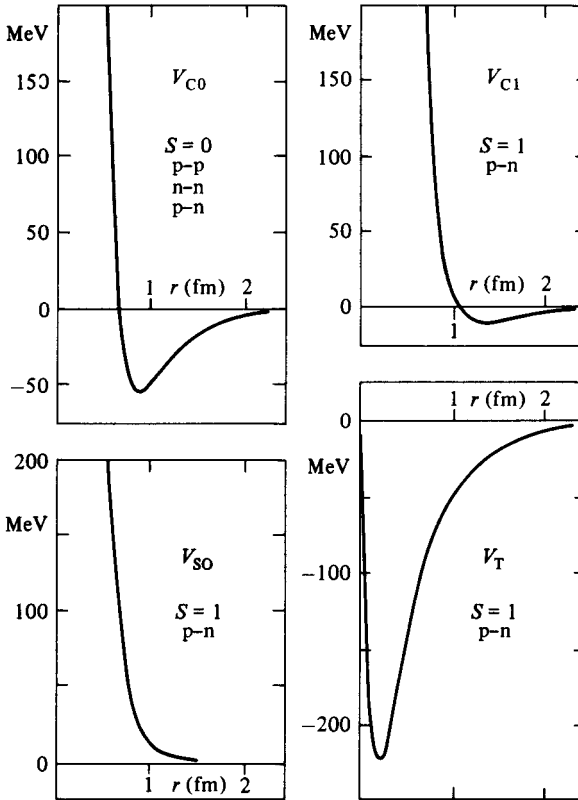 MeV
150
100
50
0
−50
V_C0
S = 0
p–p
n–n
p–n
1 r (fm) 2
MeV
150
100
50
0
V_C1
S = 1
p–n
r (fm) 2
1
200
MeV
100
0
V_SO
S = 1
p–n
1 r (fm) 2
0
MeV
−100
−200
r (fm)
1 2
V_T
S = 1
p–n